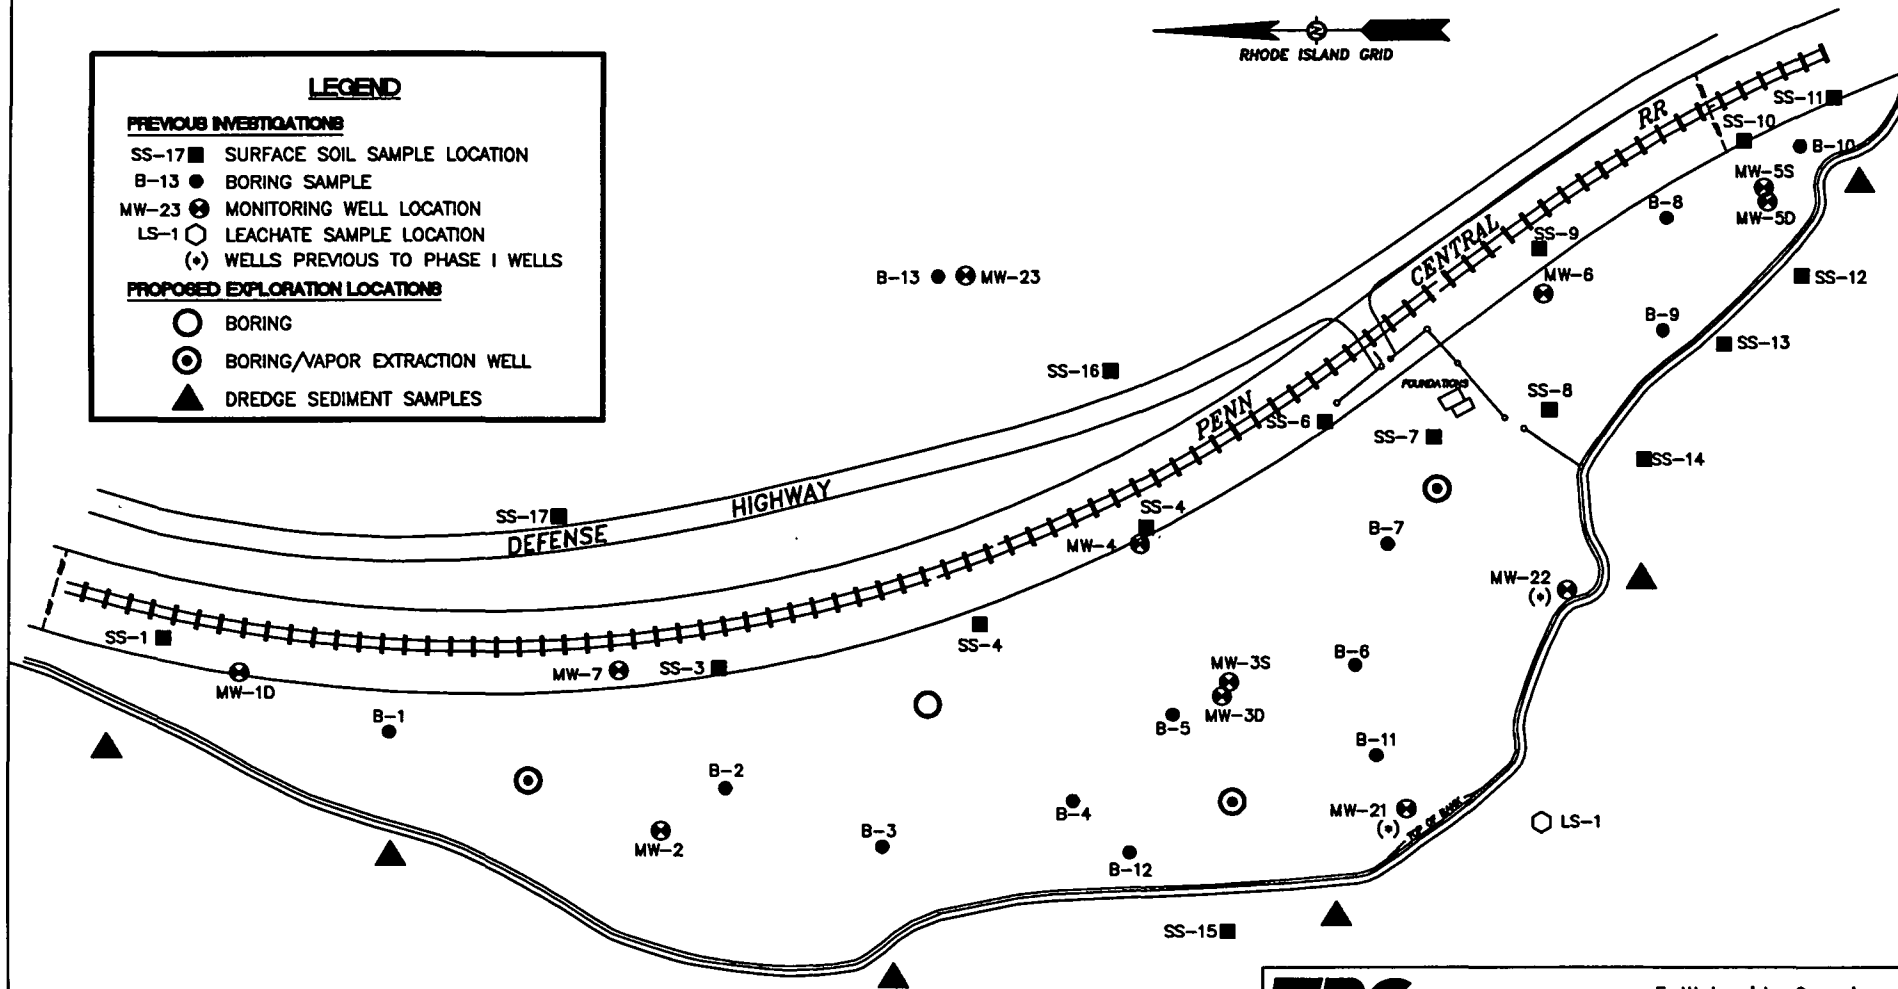 RHODE ISLAND GRID
LEGEND
PREVIOUS INVESTIGATIONS
SS-17 SURFACE SOIL SAMPLE LOCATION
B-13 BORING SAMPLE
MW-23 MONITORING WELL LOCATION
LS-1 LEACHATE SAMPLE LOCATION
(*) WELLS PREVIOUS TO PHASE I WELLS
PROPOSED EXPLORATION LOCATIONS
BORING
BORING/VAPOR EXTRACTION WELL
DREDGE SEDIMENT SAMPLES
SS-11
RR
SS-10
B-10
MW-5S
B-8
MW-5D
CENTRAL
SS-9
B-13 MW-23
MW-6
SS-12
B-9
SS-13
SS-16
FOUNDATIONS
SS-8
PENN
SS-6
SS-7
SS-14
HIGHWAY
SS-17
SS-4
DEFENSE
MW-4
B-7
MW-22
(*)
SS-1
SS-4
B-6
MW-7 SS-3
MW-3S
MW-1D
MW-3D
B-1
B-5
B-11
B-2
B-4
MW-21
(*)
TOP OF BANK
LS-1
B-3
MW-2
B-12
SS-15